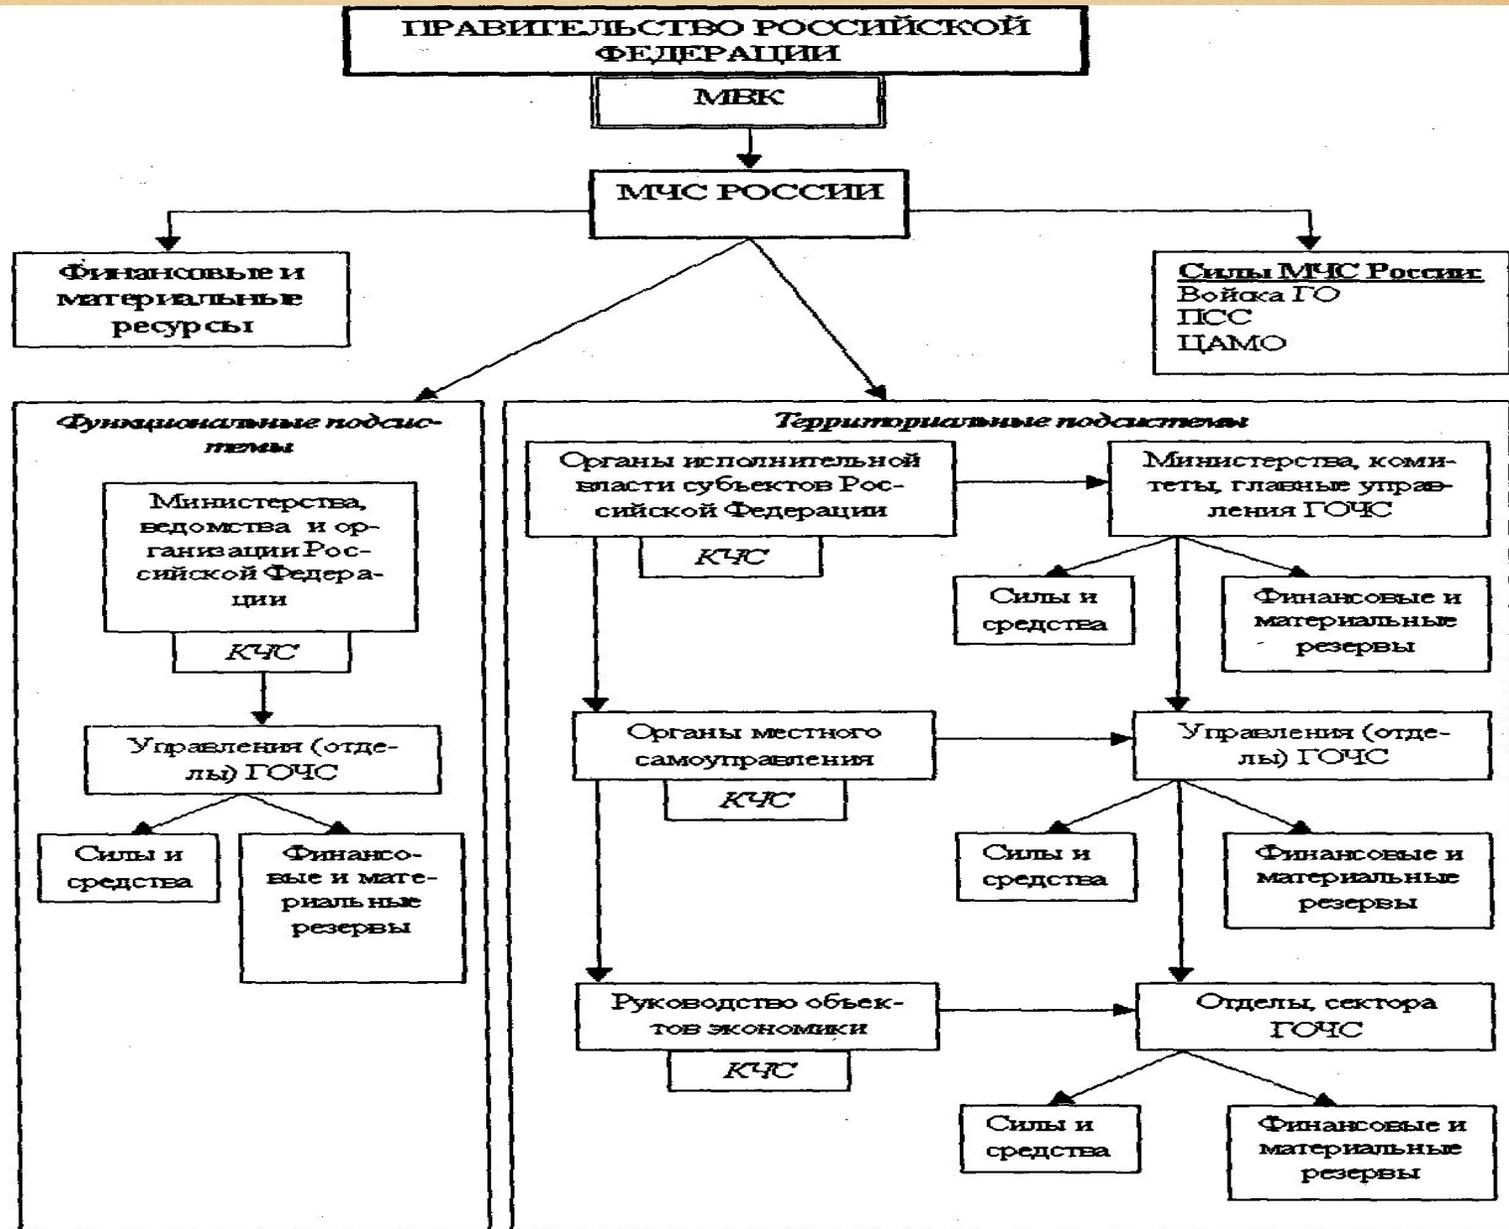 ПРАВИТЕЛЬСТВО РОССИЙСКОЙ
ФЕДЕРАЦИИ
МВК
МЧС РОССИИ
Финансовые и
материальные
ресурсы
Силы МЧС России:
Войска ГО
ПСС
ЦАМО
Функциональные подсис-
темы
Министерства,
ведомства и ор-
ганизации Рос-
сийской Федера-
ции
КЧС
Управления (отде-
лы) ГОЧС
Силы и
средства
Финансо-
вые и мате-
риальные
резервы
Территориальные подсистемы
Органы исполнительной
власти субъектов Рос-
сийской Федерации
КЧС
Министерства, коми-
теты, главные управ-
ления ГОЧС
Силы и
средства
Финансовые и
материальные
резервы
Органы местного
самоуправления
КЧС
Управления (отде-
лы) ГОЧС
Силы и
средства
Финансовые и
материальные
резервы
Руководство объек-
тов экономики
КЧС
Отделы, сектора
ГОЧС
Силы и
средства
Финансовые и
материальные
резервы